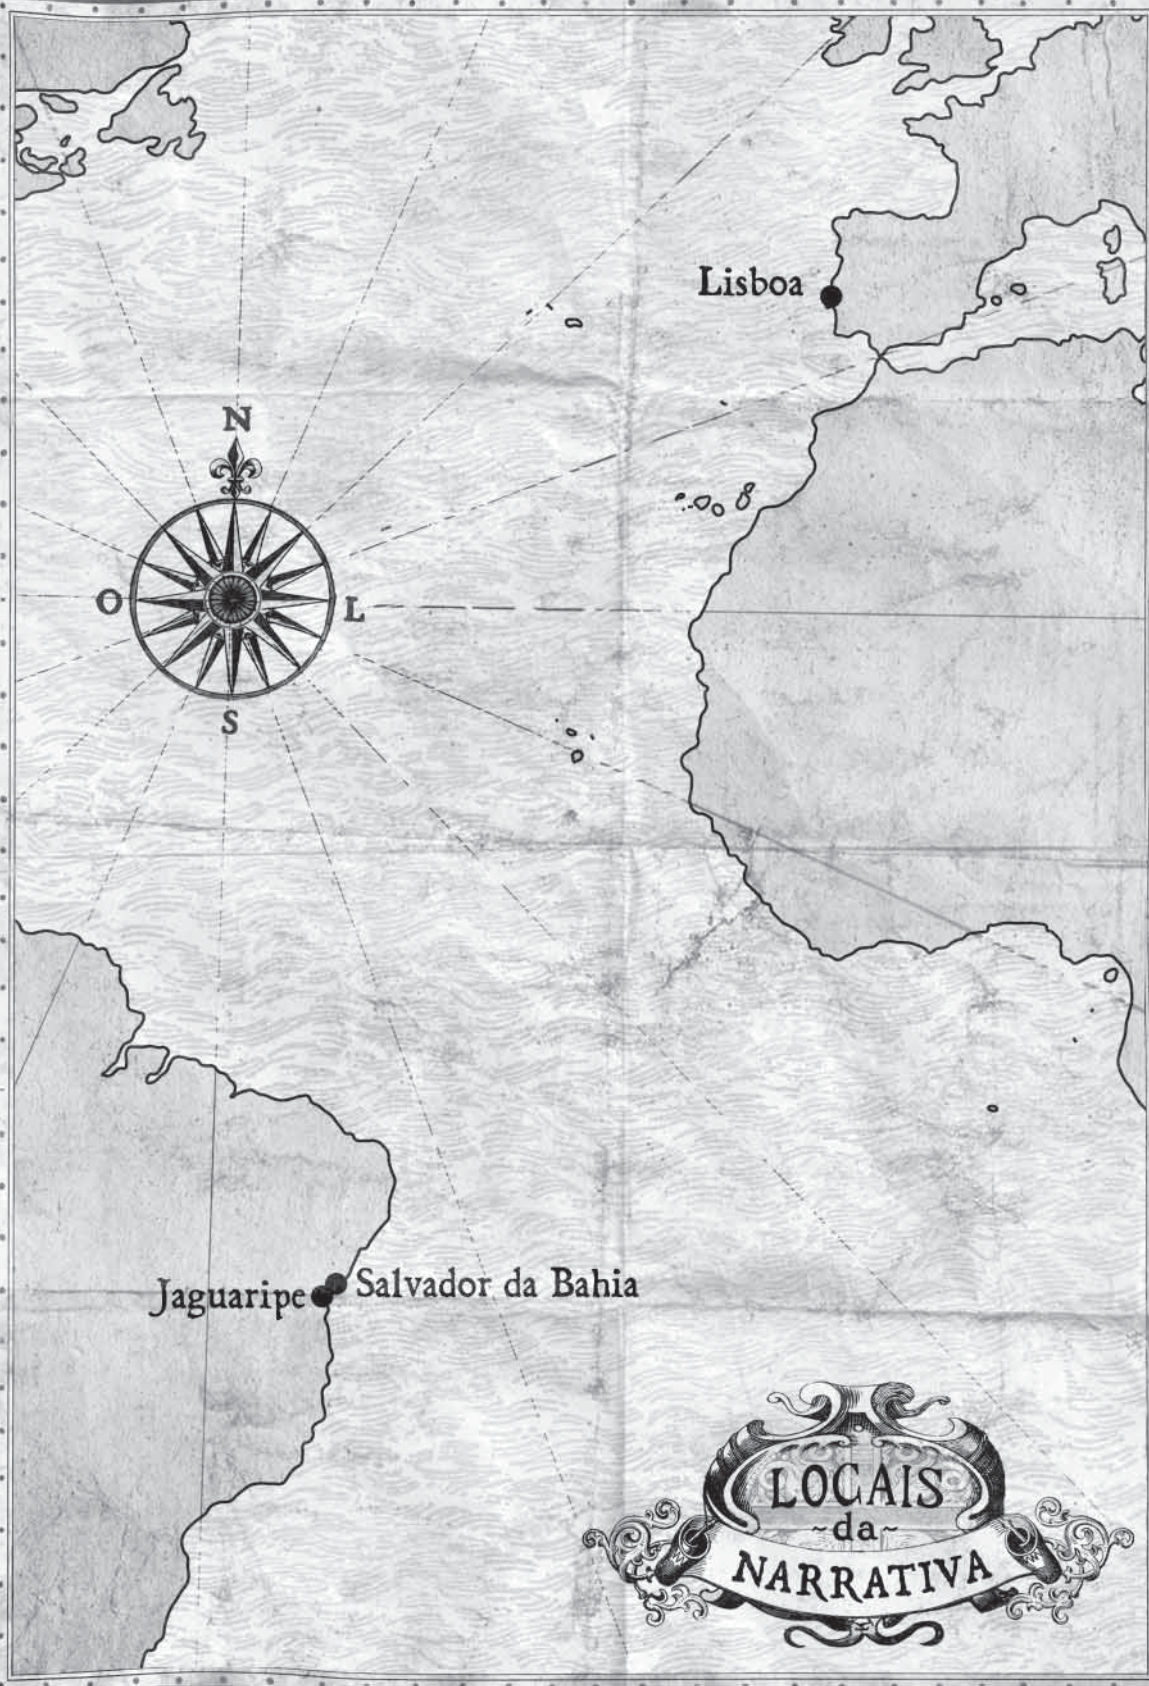 Lisboa
N
O
L
S
Jaguaripe
Salvador da Bahia
LOCAIS
~da~
NARRATIVA